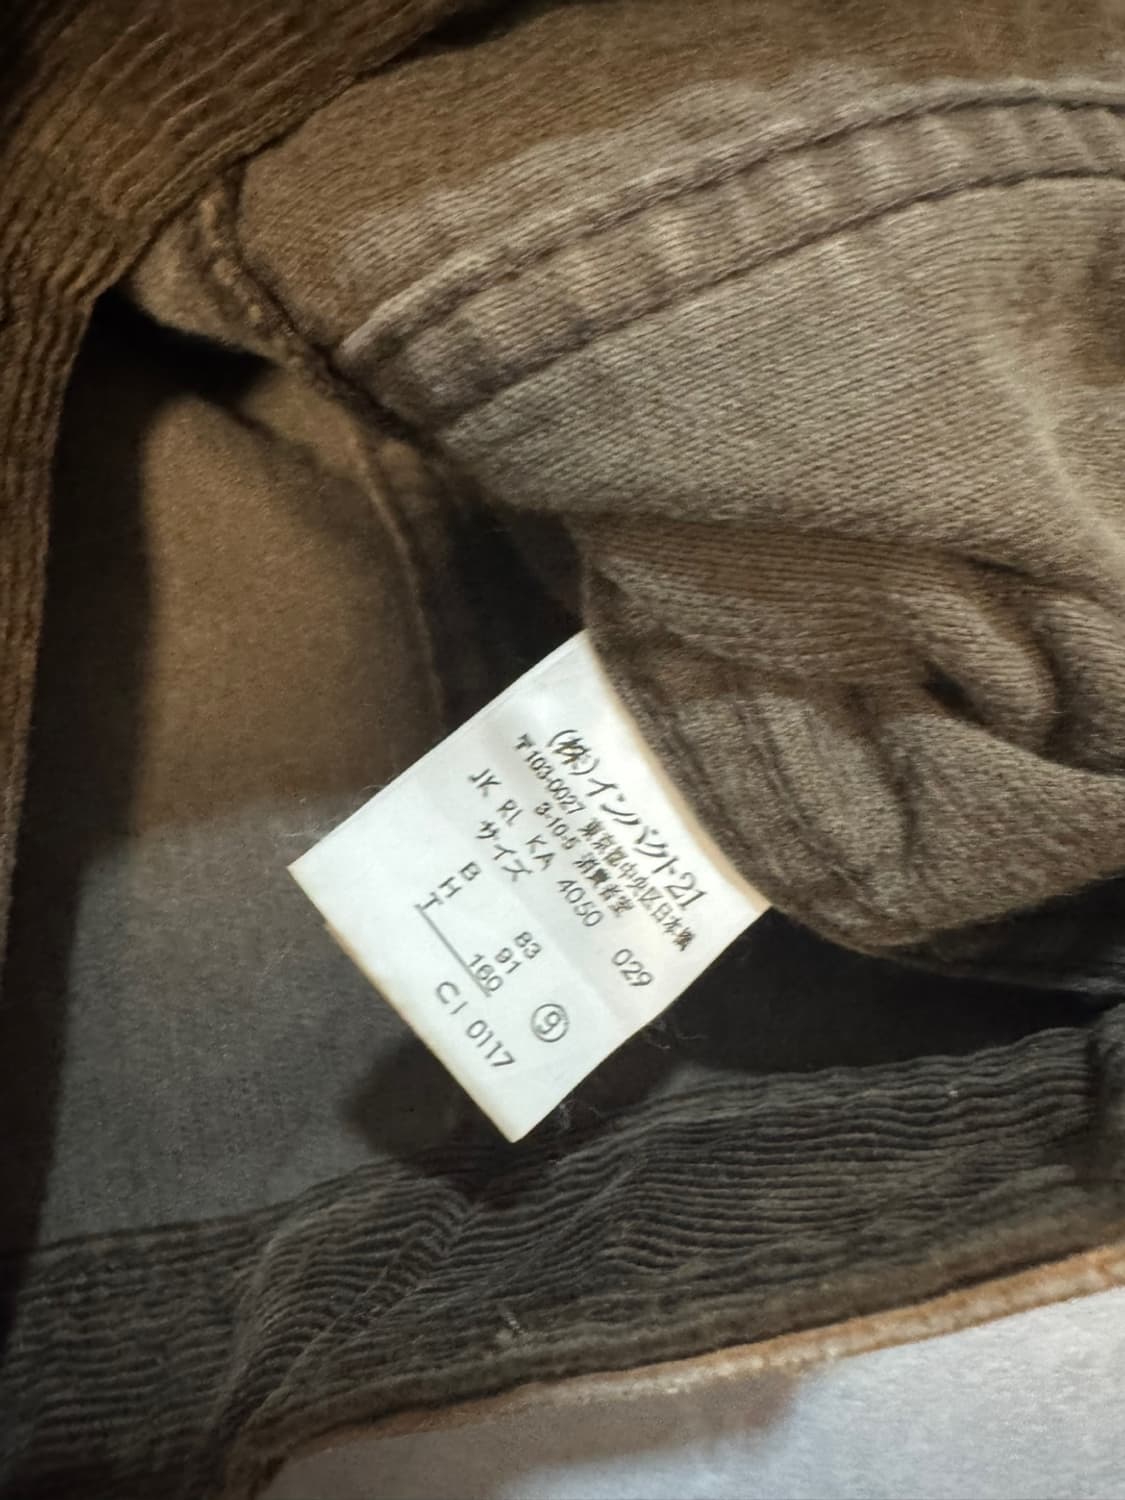 (株)インパクト21
〒103-0027 東京都中央区日本橋
3-10-5 消費者室
JK RL KA 4050 029
サイズ
B 83
H 91 ⑨
T 160
CI 0117